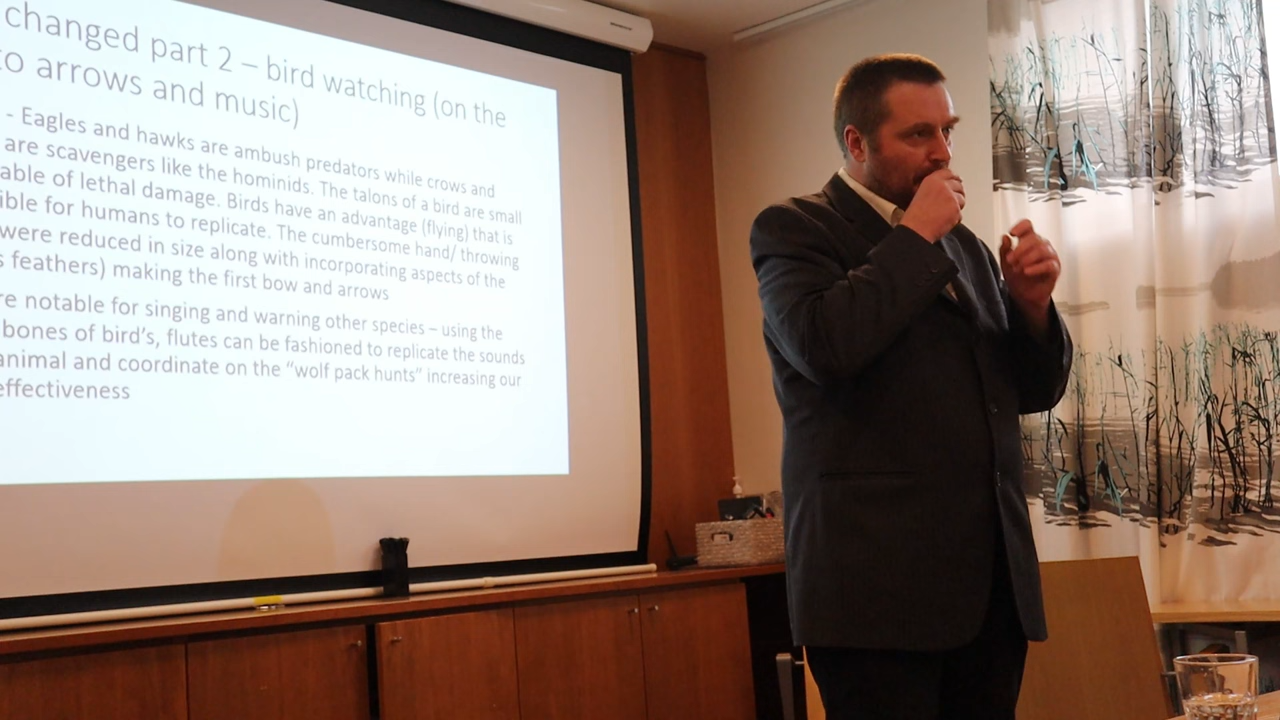 changed part 2 – bird watching (on the
to arrows and music)
- Eagles and hawks are ambush predators while crows and
are scavengers like the hominids. The talons of a bird are small
able of lethal damage. Birds have an advantage (flying) that is
ible for humans to replicate. The cumbersome hand/ throwing
were reduced in size along with incorporating aspects of the
s feathers) making the first bow and arrows
re notable for singing and warning other species – using the
bones of bird's, flutes can be fashioned to replicate the sounds
animal and coordinate on the "wolf pack hunts" increasing our
effectiveness